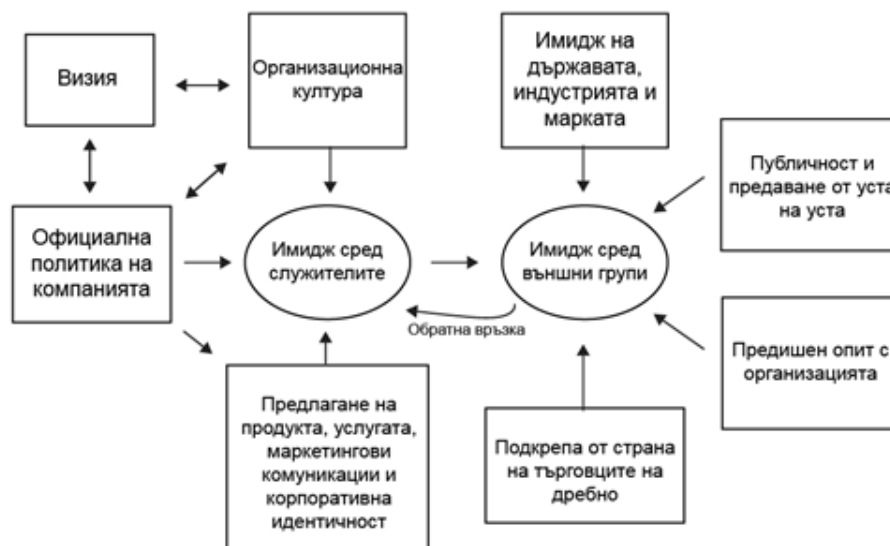 Визия
Организационна
култура
Имидж на
държавата,
индустрията и
марката
Публичност и
предаване от уста
на уста
Официална
политика на
компанията
Имидж сред
служителите
Имидж сред
външни групи
Обратна връзка
Предишен опит с
организацията
Предлагане на
продукта, услугата,
маркетингови
комуникации и
корпоративна
идентичност
Подкрепа от страна
на търговците на
дребно